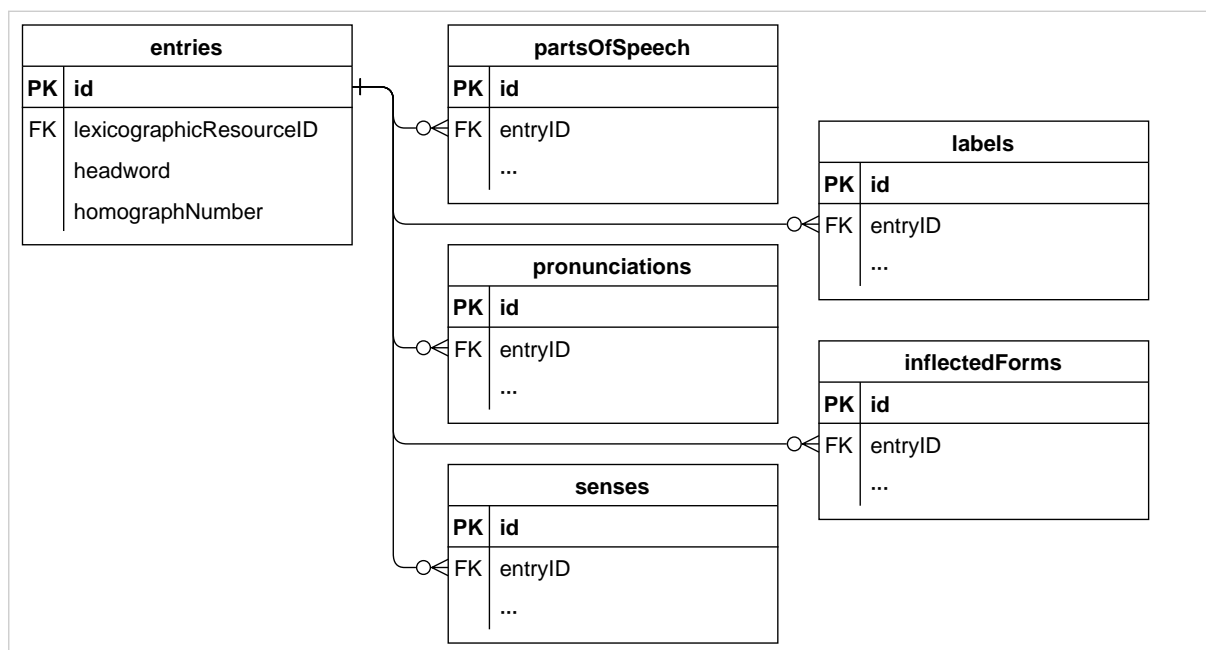 entries
PK id
FK lexicographicResourceID
headword
homographNumber
partsOfSpeech
PK id
FK entryID
...
labels
PK id
FK entryID
...
pronunciations
PK id
FK entryID
...
inflectedForms
PK id
FK entryID
...
senses
PK id
FK entryID
...